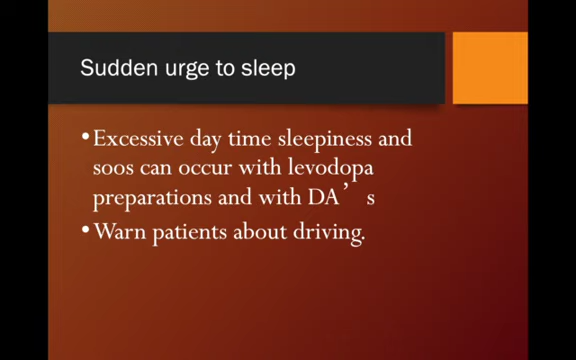 Sudden urge to sleep
•Excessive day time sleepiness and
soos can occur with levodopa
preparations and with DA’ s
•Warn patients about driving.